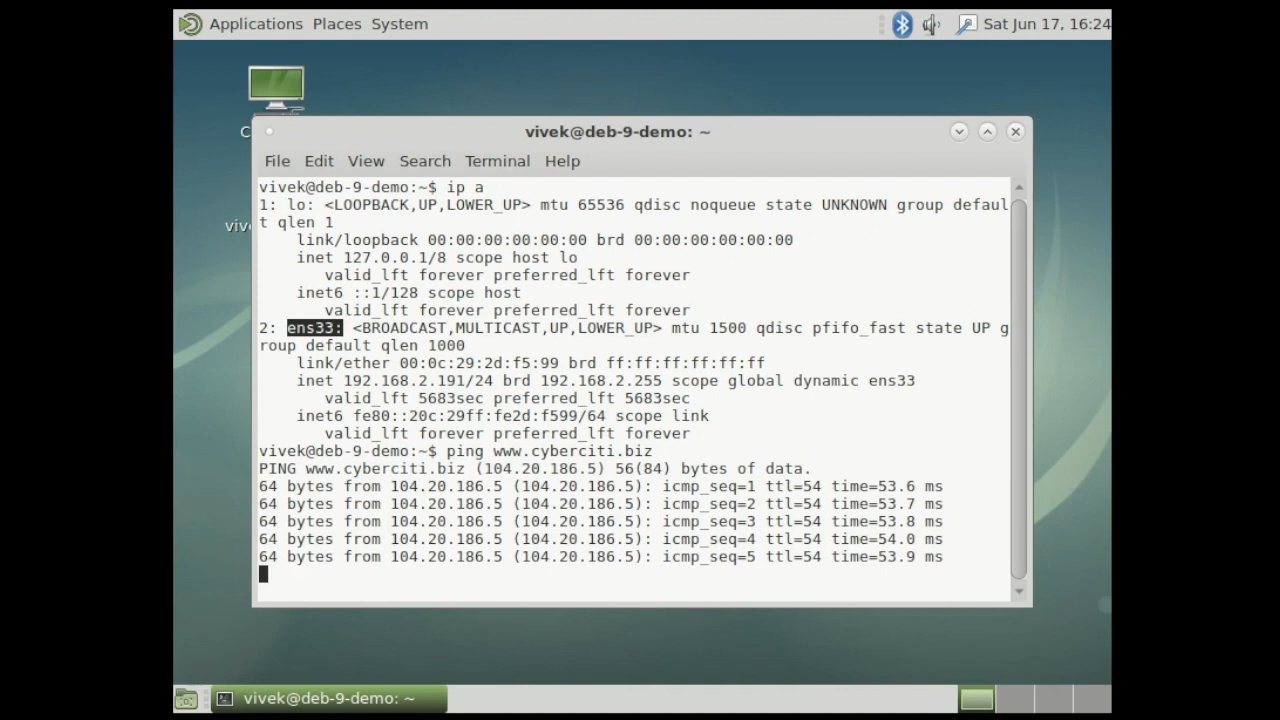 Applications Places System
Sat Jun 17, 16:24
vivek@deb-9-demo: ~
File Edit View Search Terminal Help
vivek@deb-9-demo:~$ ip a
1: lo: <LOOPBACK,UP,LOWER_UP> mtu 65536 qdisc noqueue state UNKNOWN group defaul
t qlen 1
    link/loopback 00:00:00:00:00:00 brd 00:00:00:00:00:00
    inet 127.0.0.1/8 scope host lo
       valid_lft forever preferred_lft forever
    inet6 ::1/128 scope host
       valid_lft forever preferred_lft forever
2: ens33: <BROADCAST,MULTICAST,UP,LOWER_UP> mtu 1500 qdisc pfifo_fast state UP g
roup default qlen 1000
    link/ether 00:0c:29:2d:f5:99 brd ff:ff:ff:ff:ff:ff
    inet 192.168.2.191/24 brd 192.168.2.255 scope global dynamic ens33
       valid_lft 5683sec preferred_lft 5683sec
    inet6 fe80::20c:29ff:fe2d:f599/64 scope link
       valid_lft forever preferred_lft forever
vivek@deb-9-demo:~$ ping www.cyberciti.biz
PING www.cyberciti.biz (104.20.186.5) 56(84) bytes of data.
64 bytes from 104.20.186.5 (104.20.186.5): icmp_seq=1 ttl=54 time=53.6 ms
64 bytes from 104.20.186.5 (104.20.186.5): icmp_seq=2 ttl=54 time=53.7 ms
64 bytes from 104.20.186.5 (104.20.186.5): icmp_seq=3 ttl=54 time=53.8 ms
64 bytes from 104.20.186.5 (104.20.186.5): icmp_seq=4 ttl=54 time=54.0 ms
64 bytes from 104.20.186.5 (104.20.186.5): icmp_seq=5 ttl=54 time=53.9 ms
vivek@deb-9-demo: ~